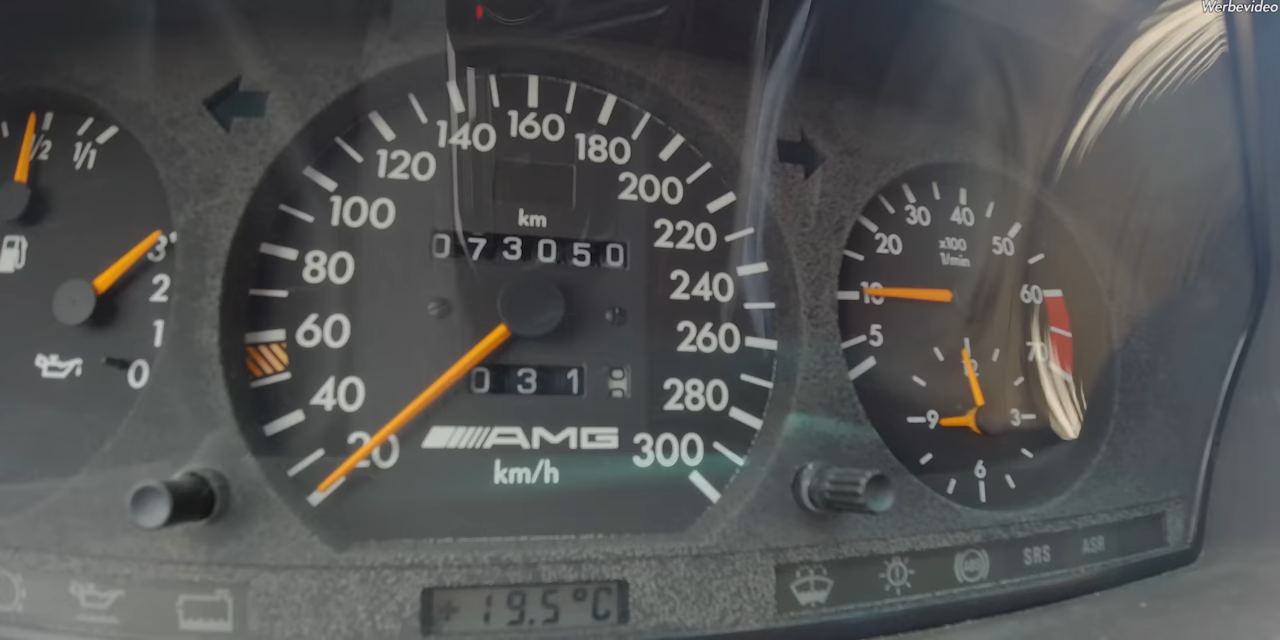 Werbevideo
1/2 1/1
3
2
1
0
20 40 60 80 100 120 140 160 180 200 220 240 260 280 300
km
073050
031 8
AMG
km/h
5 10 20 30 40 50 60 70
x100
1/min
12
3
6
9
+19.5°C
ABS
SRS
ASR